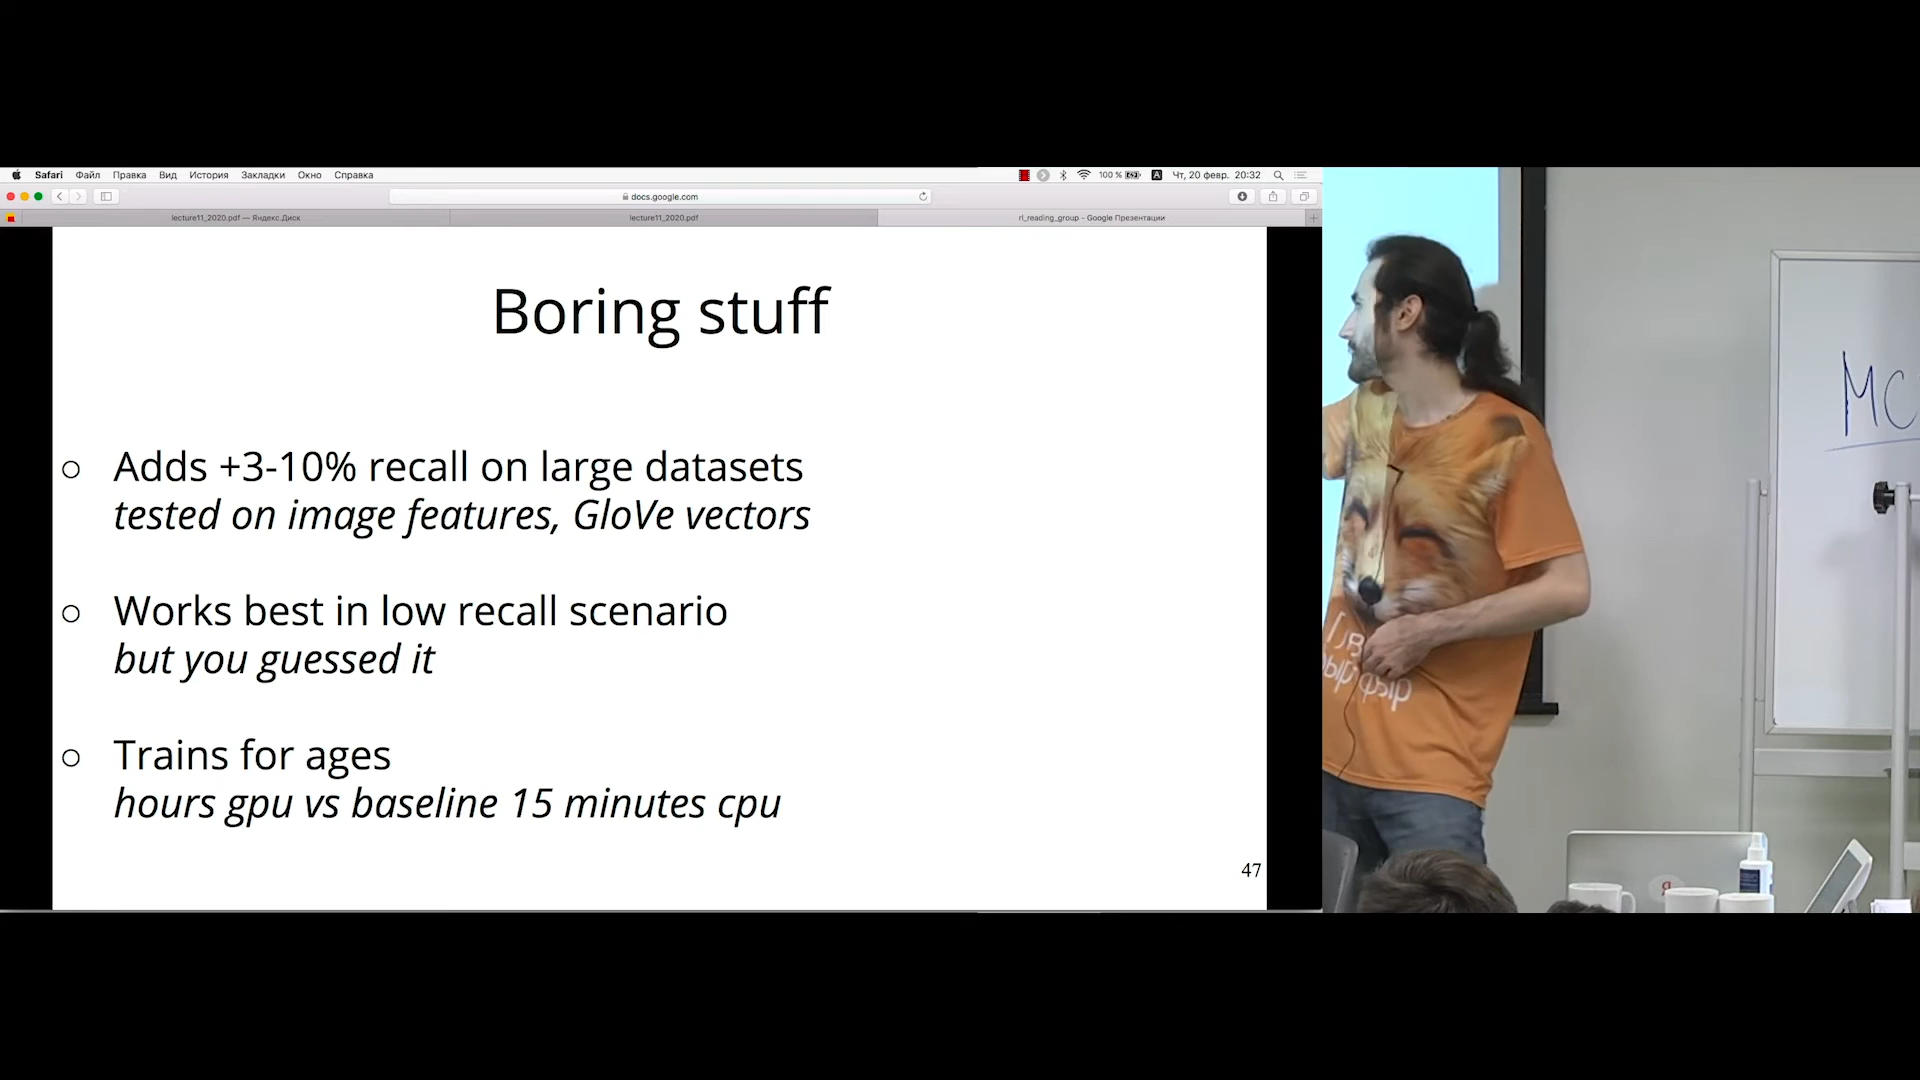 Safari Файл Правка Вид История Закладки Окно Справка
100 % A Чт, 20 февр. 20:32
docs.google.com
lecture11_2020.pdf — Яндекс.Диск
lecture11_2020.pdf
rl_reading_group - Google Презентации
Boring stuff
Adds +3-10% recall on large datasets
tested on image features, GloVe vectors
Works best in low recall scenario
but you guessed it
Trains for ages
hours gpu vs baseline 15 minutes cpu
47
MC
Я